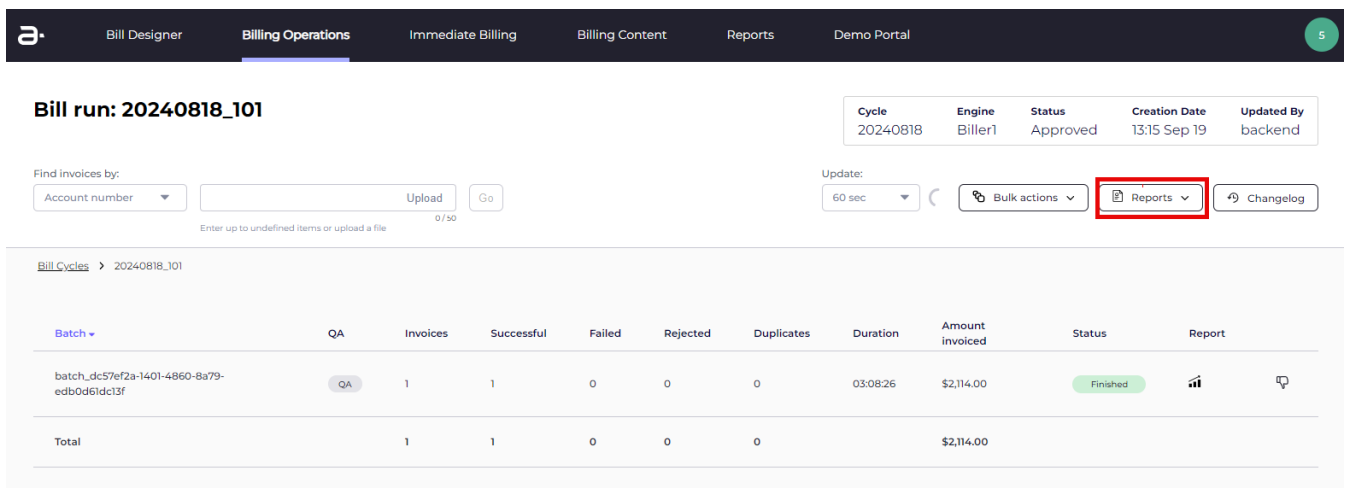 a
Bill Designer
Billing Operations
Immediate Billing
Billing Content
Reports
Demo Portal
S
Bill run: 20240818_101
Cycle Engine Status Creation Date Updated By
20240818 Biller1 Approved 13:15 Sep 19 backend
Find invoices by:
Account number
Upload
Go
0 / 50
Enter up to undefined items or upload a file
Update:
60 sec
Bulk actions
Reports
Changelog
Bill Cycles > 20240818_101
Batch QA Invoices Successful Failed Rejected Duplicates Duration Amount invoiced Status Report
batch_dc57ef2a-1401-4860-8a79-
edb0d61dc13f
QA 1 1 0 0 0 03:08:26 $2,114.00 Finished
Total 1 1 0 0 0 $2,114.00